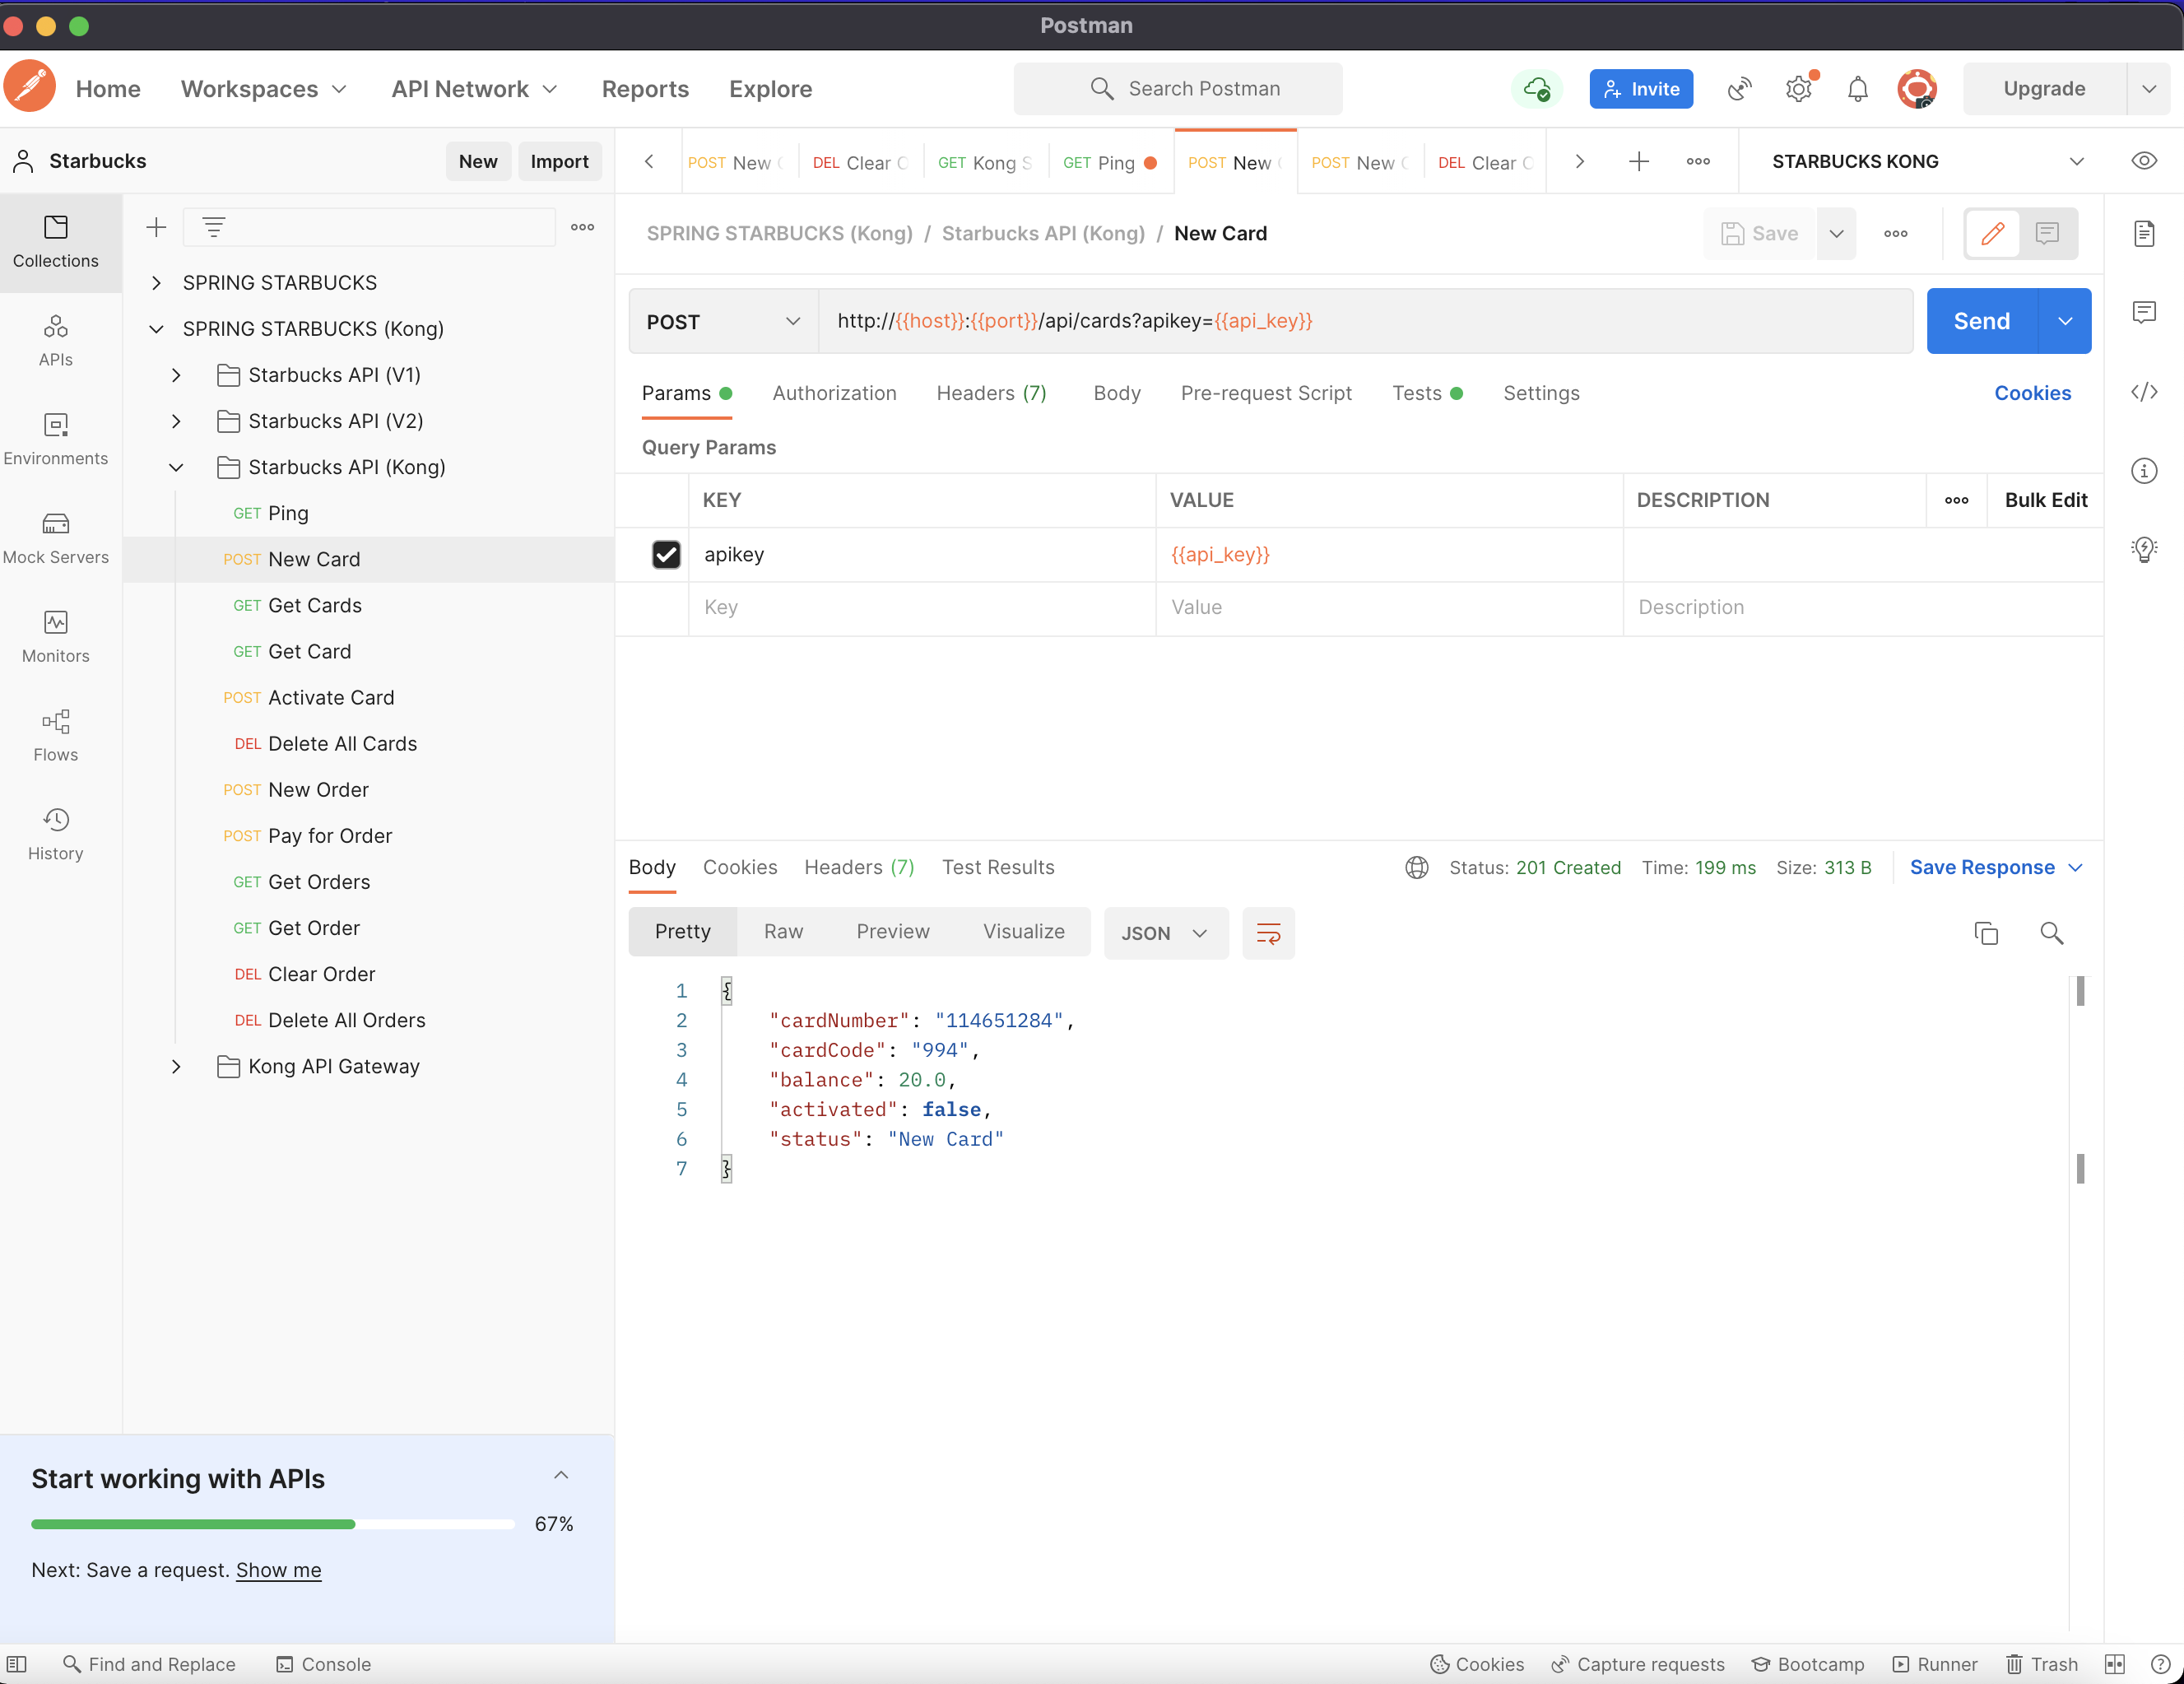 Postman
Home Workspaces API Network Reports Explore Search Postman Invite Upgrade
Starbucks New Import
POST New DEL Clear GET Kong GET Ping POST New POST New DEL Clear STARBUCKS KONG
Collections
APIs
Environments
Mock Servers
Monitors
Flows
History
SPRING STARBUCKS
SPRING STARBUCKS (Kong)
Starbucks API (V1)
Starbucks API (V2)
Starbucks API (Kong)
GET Ping
POST New Card
GET Get Cards
GET Get Card
POST Activate Card
DEL Delete All Cards
POST New Order
POST Pay for Order
GET Get Orders
GET Get Order
DEL Clear Order
DEL Delete All Orders
Kong API Gateway
Start working with APIs
67%
Next: Save a request. Show me
SPRING STARBUCKS (Kong) / Starbucks API (Kong) / New Card Save
POST http://{{host}}:{{port}}/api/cards?apikey={{api_key}} Send
Params Authorization Headers (7) Body Pre-request Script Tests Settings Cookies
Query Params
KEY VALUE DESCRIPTION Bulk Edit
apikey {{api_key}}
Key Value Description
Body Cookies Headers (7) Test Results Status: 201 Created Time: 199 ms Size: 313 B Save Response
Pretty Raw Preview Visualize JSON
1 {
2 "cardNumber": "114651284",
3 "cardCode": "994",
4 "balance": 20.0,
5 "activated": false,
6 "status": "New Card"
7 }
Find and Replace Console Cookies Capture requests Bootcamp Runner Trash